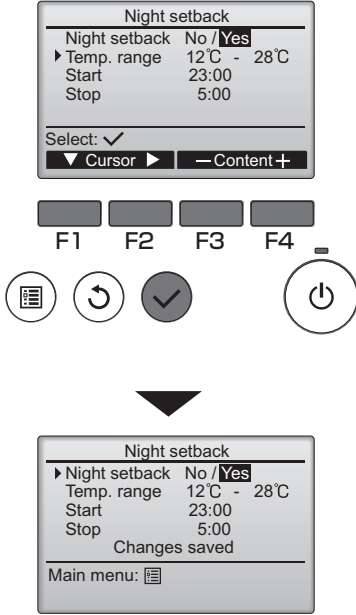 Night setback
Night setback No / Yes
Temp. range 12℃ - 28℃
Start 23:00
Stop 5:00
Select: ✓
▼ Cursor ▶ − Content +
F1 F2 F3 F4
Night setback
Night setback No / Yes
Temp. range 12℃ - 28℃
Start 23:00
Stop 5:00
Changes saved
Main menu: